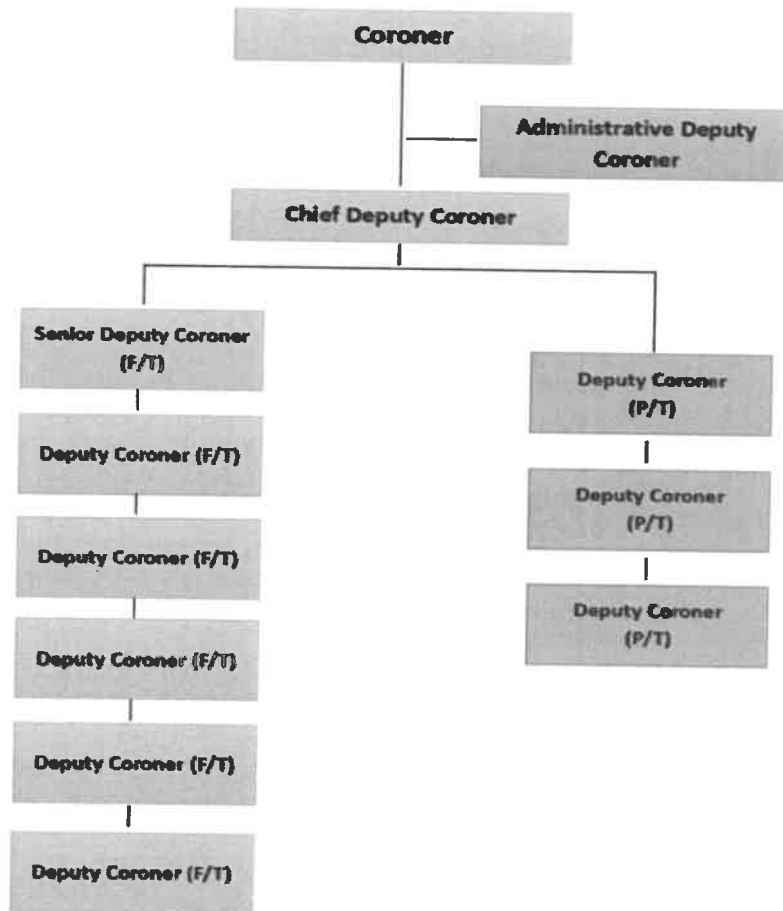 Coroner
Administrative Deputy
Coroner
Chief Deputy Coroner
Senior Deputy Coroner
(F/T)
Deputy Coroner (F/T)
Deputy Coroner (F/T)
Deputy Coroner (F/T)
Deputy Coroner (F/T)
Deputy Coroner (F/T)
Deputy Coroner
(P/T)
Deputy Coroner
(P/T)
Deputy Coroner
(P/T)